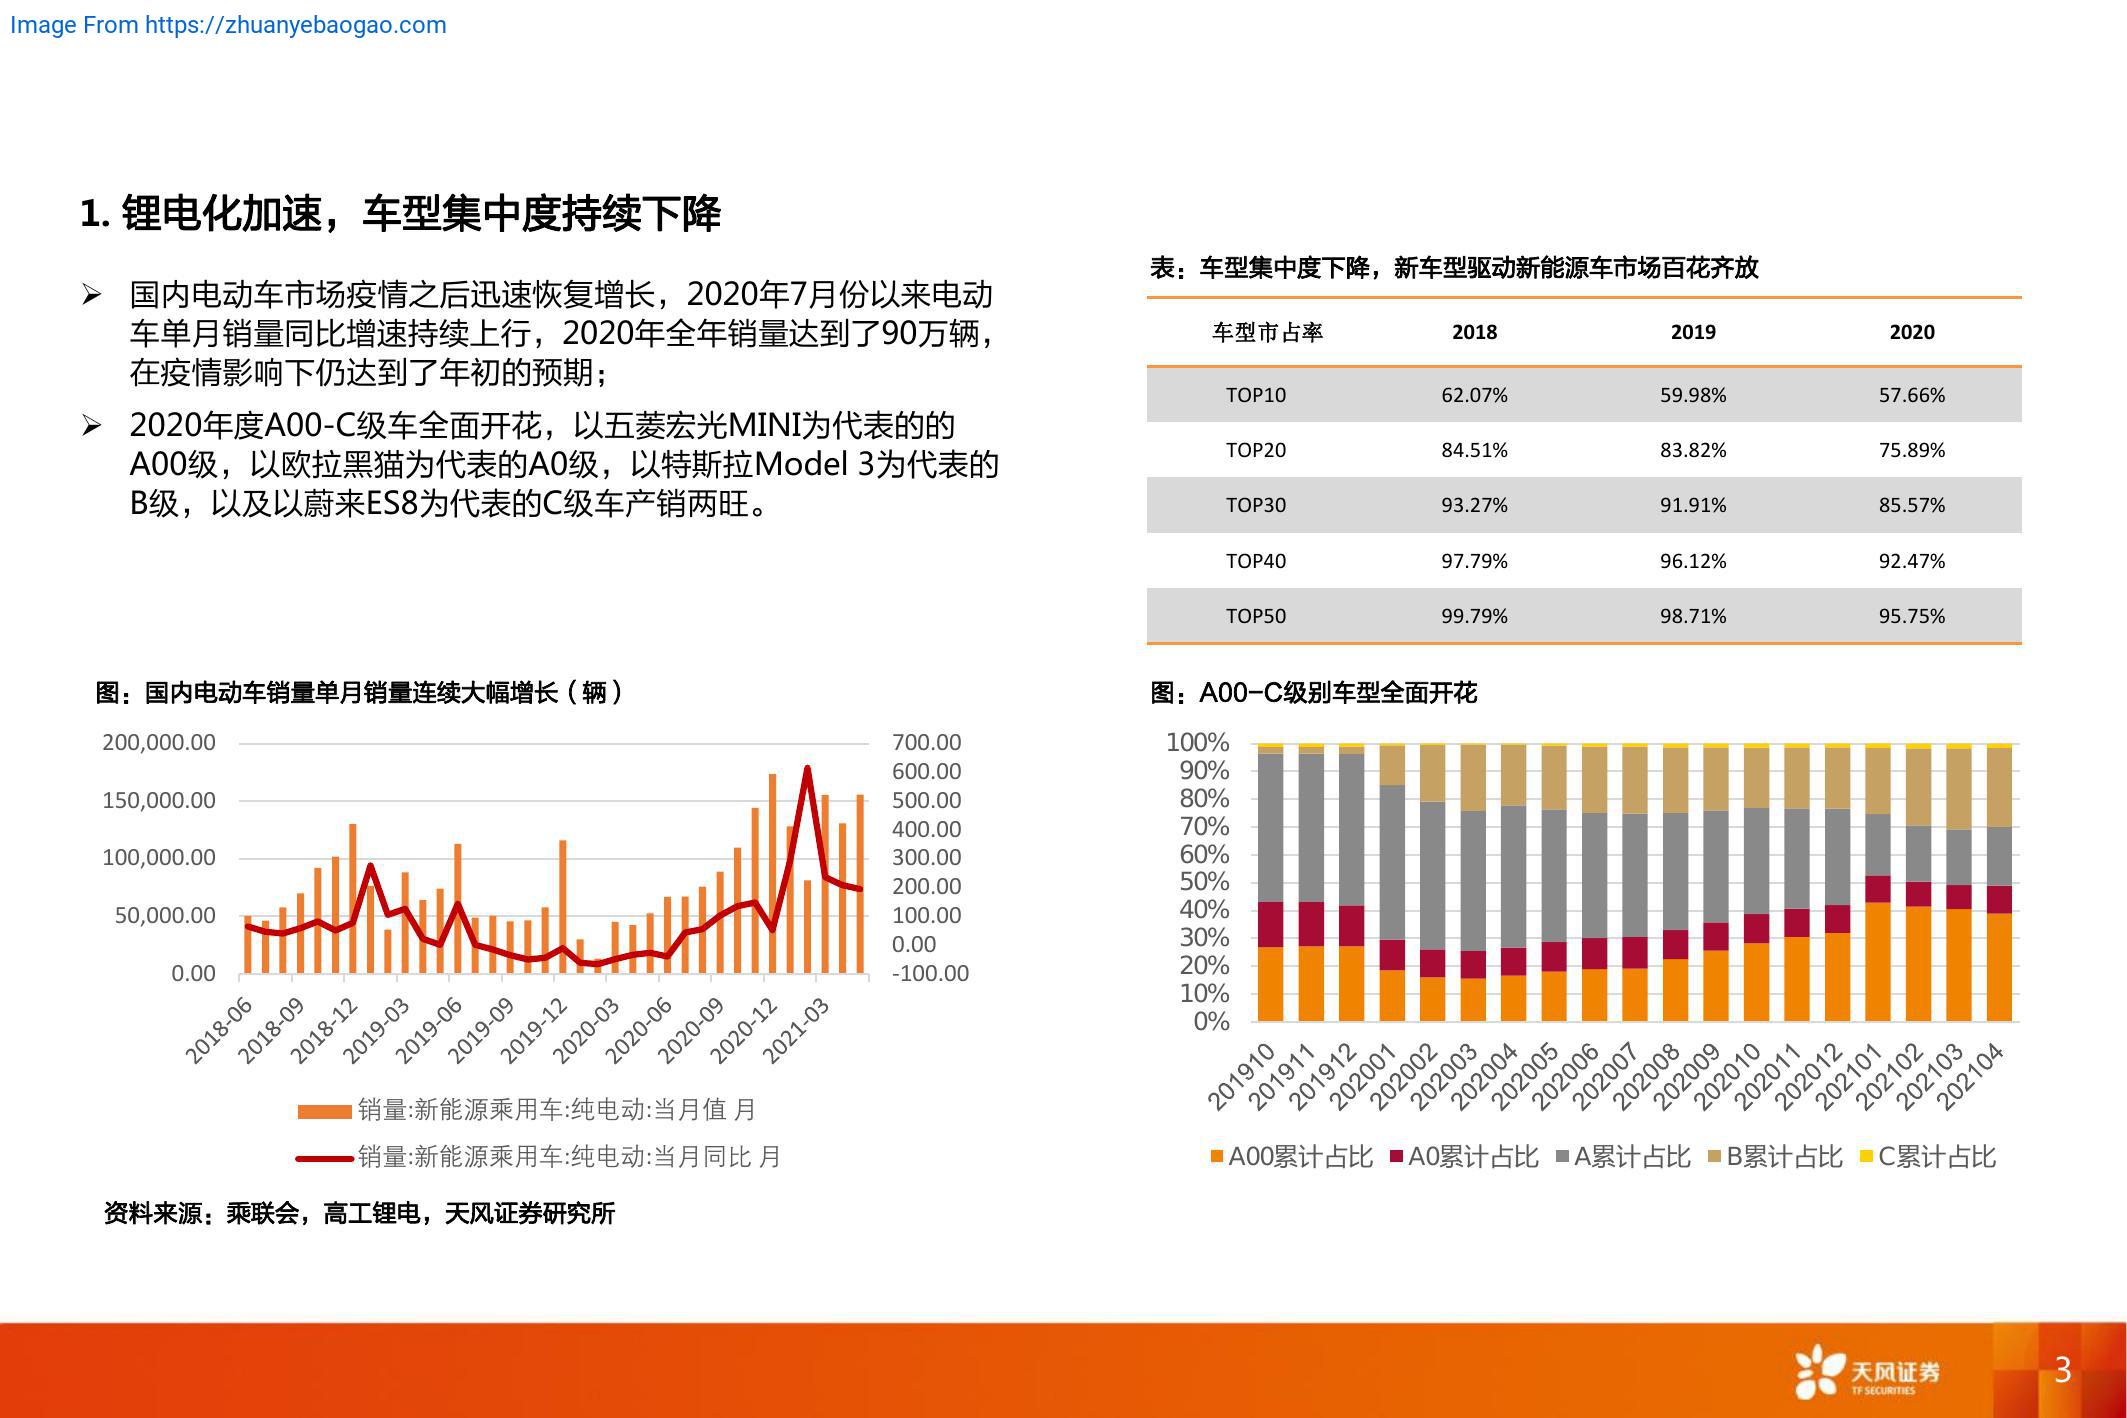 Image From https://zhuanyebaogao.com
1. 锂电化加速，车型集中度持续下降
➢ 国内电动车市场疫情之后迅速恢复增长，2020年7月份以来电动
车单月销量同比增速持续上行，2020年全年销量达到了90万辆，
在疫情影响下仍达到了年初的预期；
➢ 2020年度A00-C级车全面开花，以五菱宏光MINI为代表的的
A00级，以欧拉黑猫为代表的A0级，以特斯拉Model 3为代表的
B级，以及以蔚来ES8为代表的C级车产销两旺。
表：车型集中度下降，新车型驱动新能源车市场百花齐放
车型市占率 2018 2019 2020
TOP10 62.07% 59.98% 57.66%
TOP20 84.51% 83.82% 75.89%
TOP30 93.27% 91.91% 85.57%
TOP40 97.79% 96.12% 92.47%
TOP50 99.79% 98.71% 95.75%
图：国内电动车销量单月销量连续大幅增长（辆）
200,000.00
150,000.00
100,000.00
50,000.00
0.00
700.00
600.00
500.00
400.00
300.00
200.00
100.00
0.00
-100.00
2018-06 2018-09 2018-12 2019-03 2019-06 2019-09 2019-12 2020-03 2020-06 2020-09 2020-12 2021-03
销量:新能源乘用车:纯电动:当月值 月
销量:新能源乘用车:纯电动:当月同比 月
图：A00-C级别车型全面开花
100%
90%
80%
70%
60%
50%
40%
30%
20%
10%
0%
201910 201911 201912 202001 202002 202003 202004 202005 202006 202007 202008 202009 202010 202011 202012 202101 202102 202103 202104
A00累计占比 A0累计占比 A累计占比 B累计占比 C累计占比
资料来源：乘联会，高工锂电，天风证券研究所
天风证券
TF SECURITIES
3